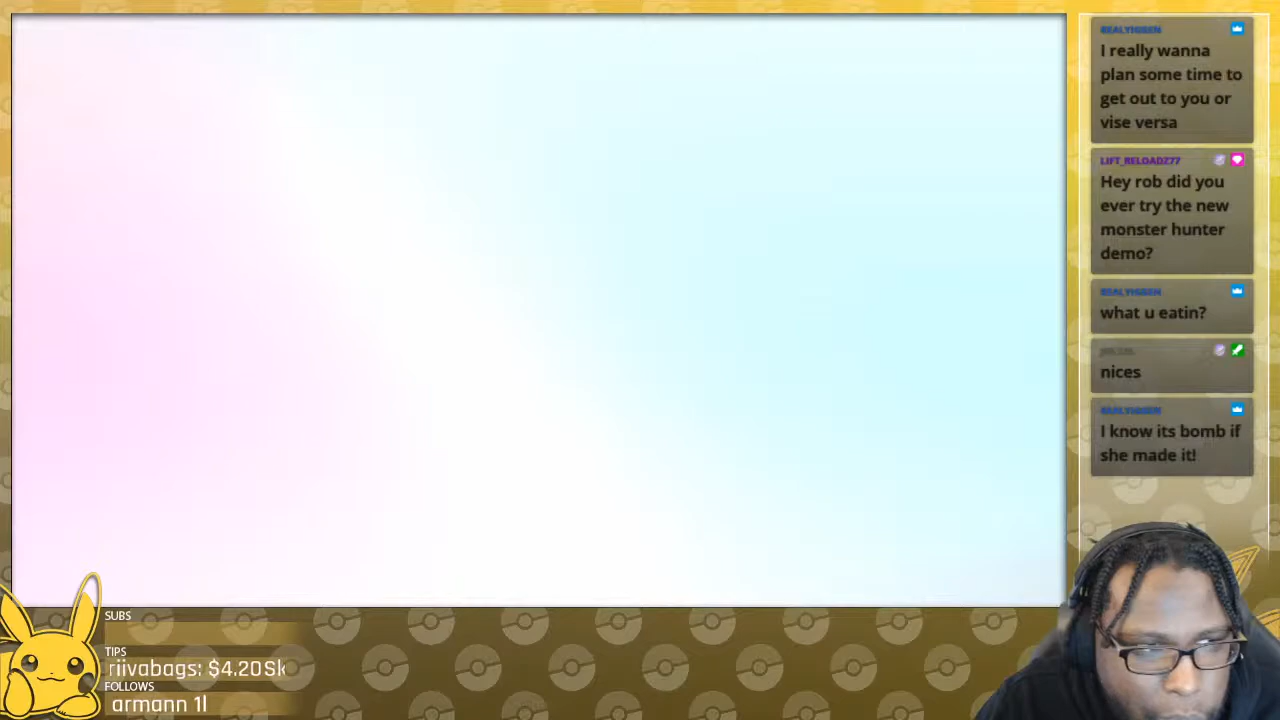 REALYHIGEN
I really wanna
plan some time to
get out to you or
vise versa
LIFT_RELOADZ77
Hey rob did you
ever try the new
monster hunter
demo?
what u eatin?
nices
I know its bomb if
she made it!
SUBS
TIPS
riivabags: $4.20
FOLLOWS
armann